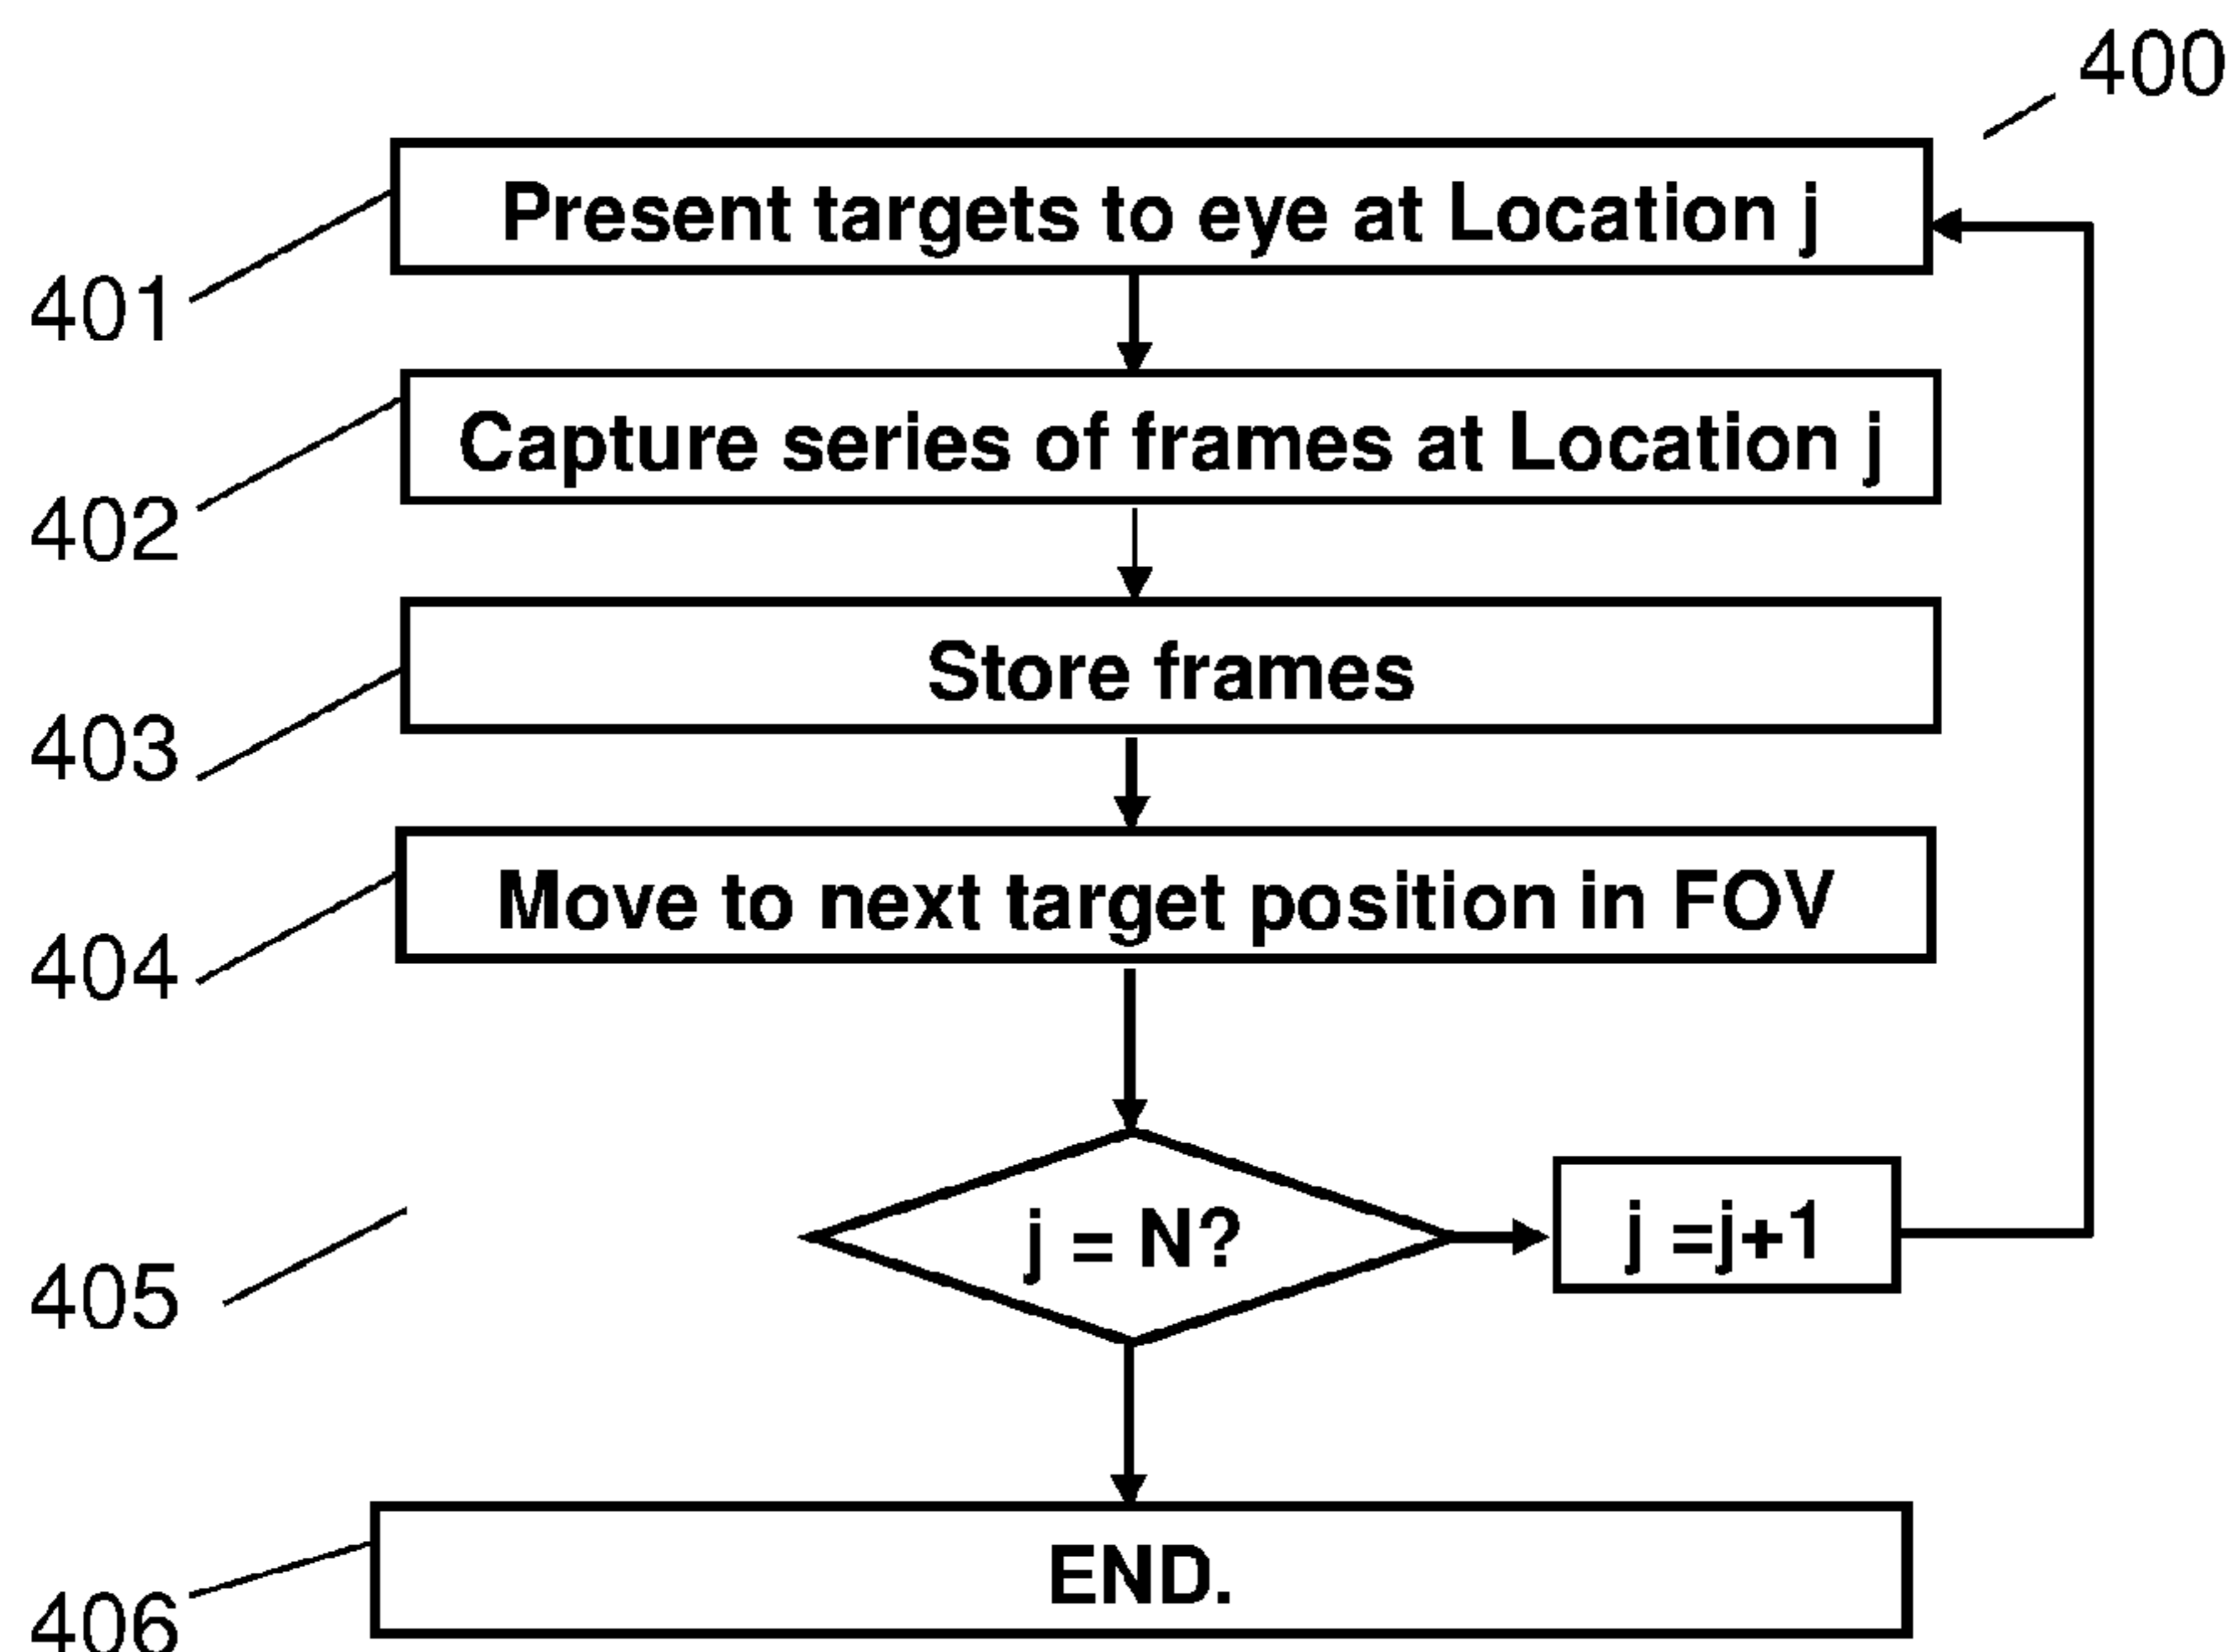 400
Present targets to eye at Location j
401
Capture series of frames at Location j
402
Store frames
403
Move to next target position in FOV
404
j = N?
j =j+1
405
END.
406